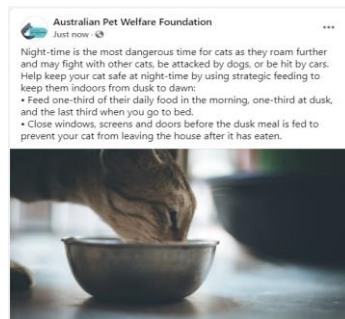 Australian Pet Welfare Foundation
Just now ·
Night-time is the most dangerous time for cats as they roam further
and may fight with other cats, be attacked by dogs, or be hit by cars.
Help keep your cat safe at night-time by using strategic feeding to
keep them indoors from dusk to dawn:
• Feed one-third of their daily food in the morning, one-third at dusk,
and the last third when you go to bed.
• Close windows, screens and doors before the dusk meal is fed to
prevent your cat from leaving the house after it has eaten.